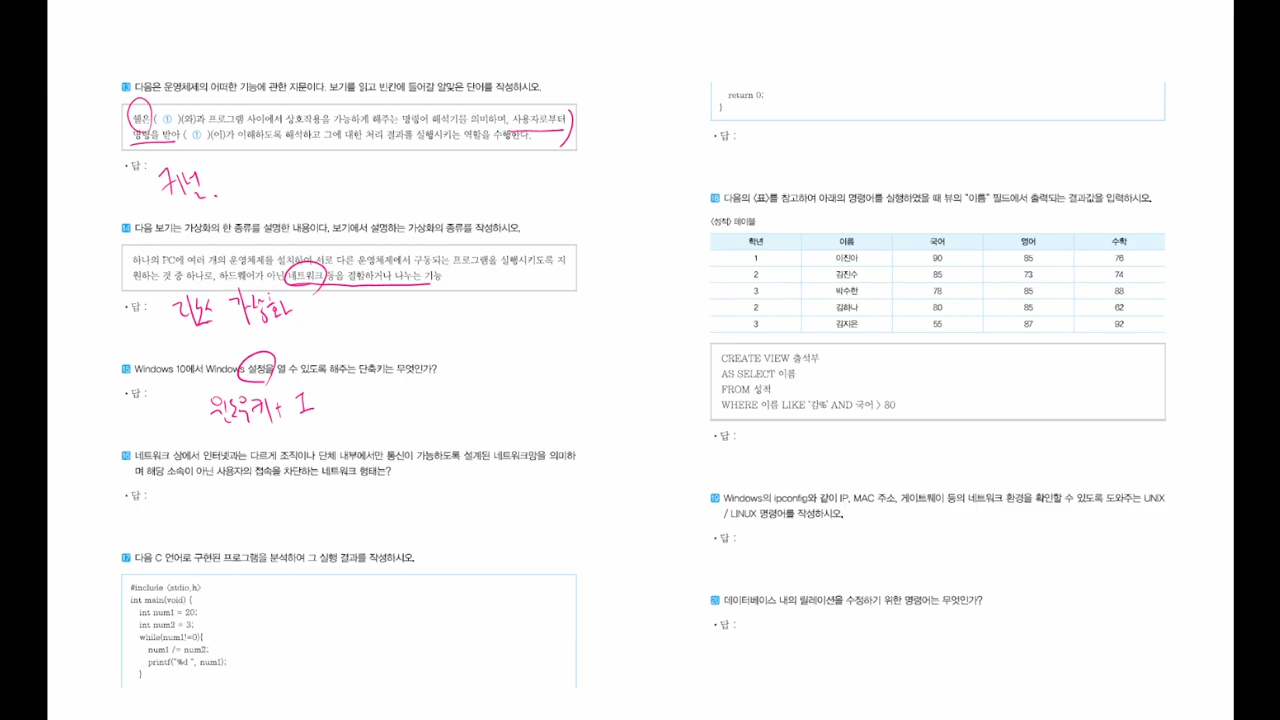 13 다음은 운영체제의 어떠한 기능에 관한 지문이다. 보기를 읽고 빈칸에 들어갈 알맞은 단어를 작성하시오.
쉘은 ( ① )(와)과 프로그램 사이에서 상호작용을 가능하게 해주는 명령어 해석기를 의미하며, 사용자로부터
명령을 받아 ( ① )(이)가 이해하도록 해석하고 그에 대한 처리 결과를 실행시키는 역할을 수행한다.
• 답 :
커널.
14 다음 보기는 가상화의 한 종류를 설명한 내용이다. 보기에서 설명하는 가상화의 종류를 작성하시오.
하나의 PC에 여러 개의 운영체제를 설치하여 서로 다른 운영체제에서 구동되는 프로그램을 실행시키도록 지
원하는 것 중 하나로, 하드웨어가 아닌 네트워크 등을 결합하거나 나누는 기능
• 답 :
리소스 가상화
15 Windows 10에서 Windows 설정을 열 수 있도록 해주는 단축키는 무엇인가?
• 답 :
윈도우키 + I
16 네트워크 상에서 인터넷과는 다르게 조직이나 단체 내부에서만 통신이 가능하도록 설계된 네트워크망을 의미하
며 해당 소속이 아닌 사용자의 접속을 차단하는 네트워크 형태는?
• 답 :
17 다음 C 언어로 구현된 프로그램을 분석하여 그 실행 결과를 작성하시오.
#include <stdio.h>
int main(void) {
int num1 = 20;
int num2 = 3;
while(num1!=0){
num1 /= num2;
printf("%d ", num1);
}
return 0;
}
• 답 :
18 다음의 <표>를 참고하여 아래의 명령어를 실행하였을 때 뷰의 "이름" 필드에서 출력되는 결과값을 입력하시오.
<성적> 테이블
학년 이름 국어 영어 수학
1 이진아 90 85 76
2 김진수 85 73 74
3 박수한 78 85 88
2 김하나 80 85 62
3 김지은 55 87 92
CREATE VIEW 출석부
AS SELECT 이름
FROM 성적
WHERE 이름 LIKE '김%' AND 국어 > 80
• 답 :
19 Windows의 ipconfig와 같이 IP, MAC 주소, 게이트웨이 등의 네트워크 환경을 확인할 수 있도록 도와주는 UNIX
/ LINUX 명령어를 작성하시오.
• 답 :
20 데이터베이스 내의 릴레이션을 수정하기 위한 명령어는 무엇인가?
• 답 :